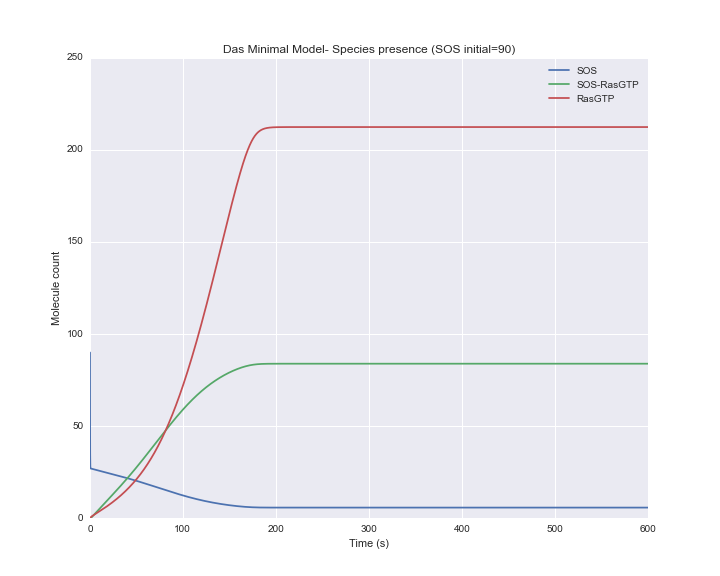 Das Minimal Model- Species presence (SOS initial=90)
250
200
150
100
50
0
Molecule count
SOS
SOS-RasGTP
RasGTP
0 100 200 300 400 500 600
Time (s)